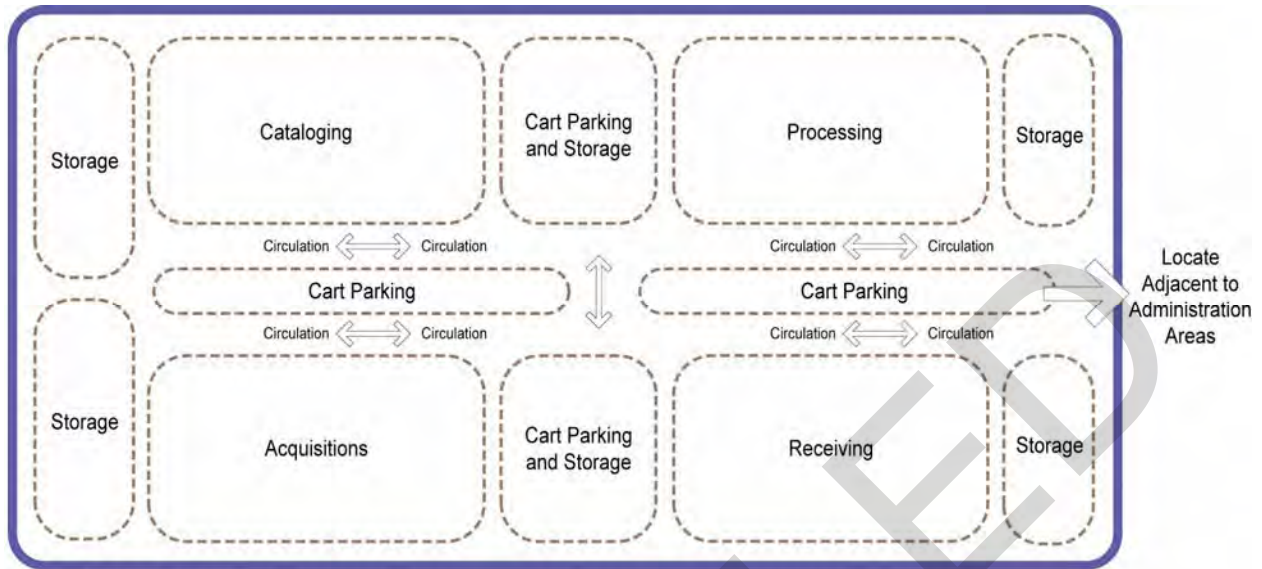 Storage
Cataloging
Cart Parking
and Storage
Processing
Storage
Circulation Circulation
Circulation Circulation
Cart Parking
Cart Parking
Locate
Adjacent to
Administration
Areas
Circulation Circulation
Circulation Circulation
Storage
Acquisitions
Cart Parking
and Storage
Receiving
Storage